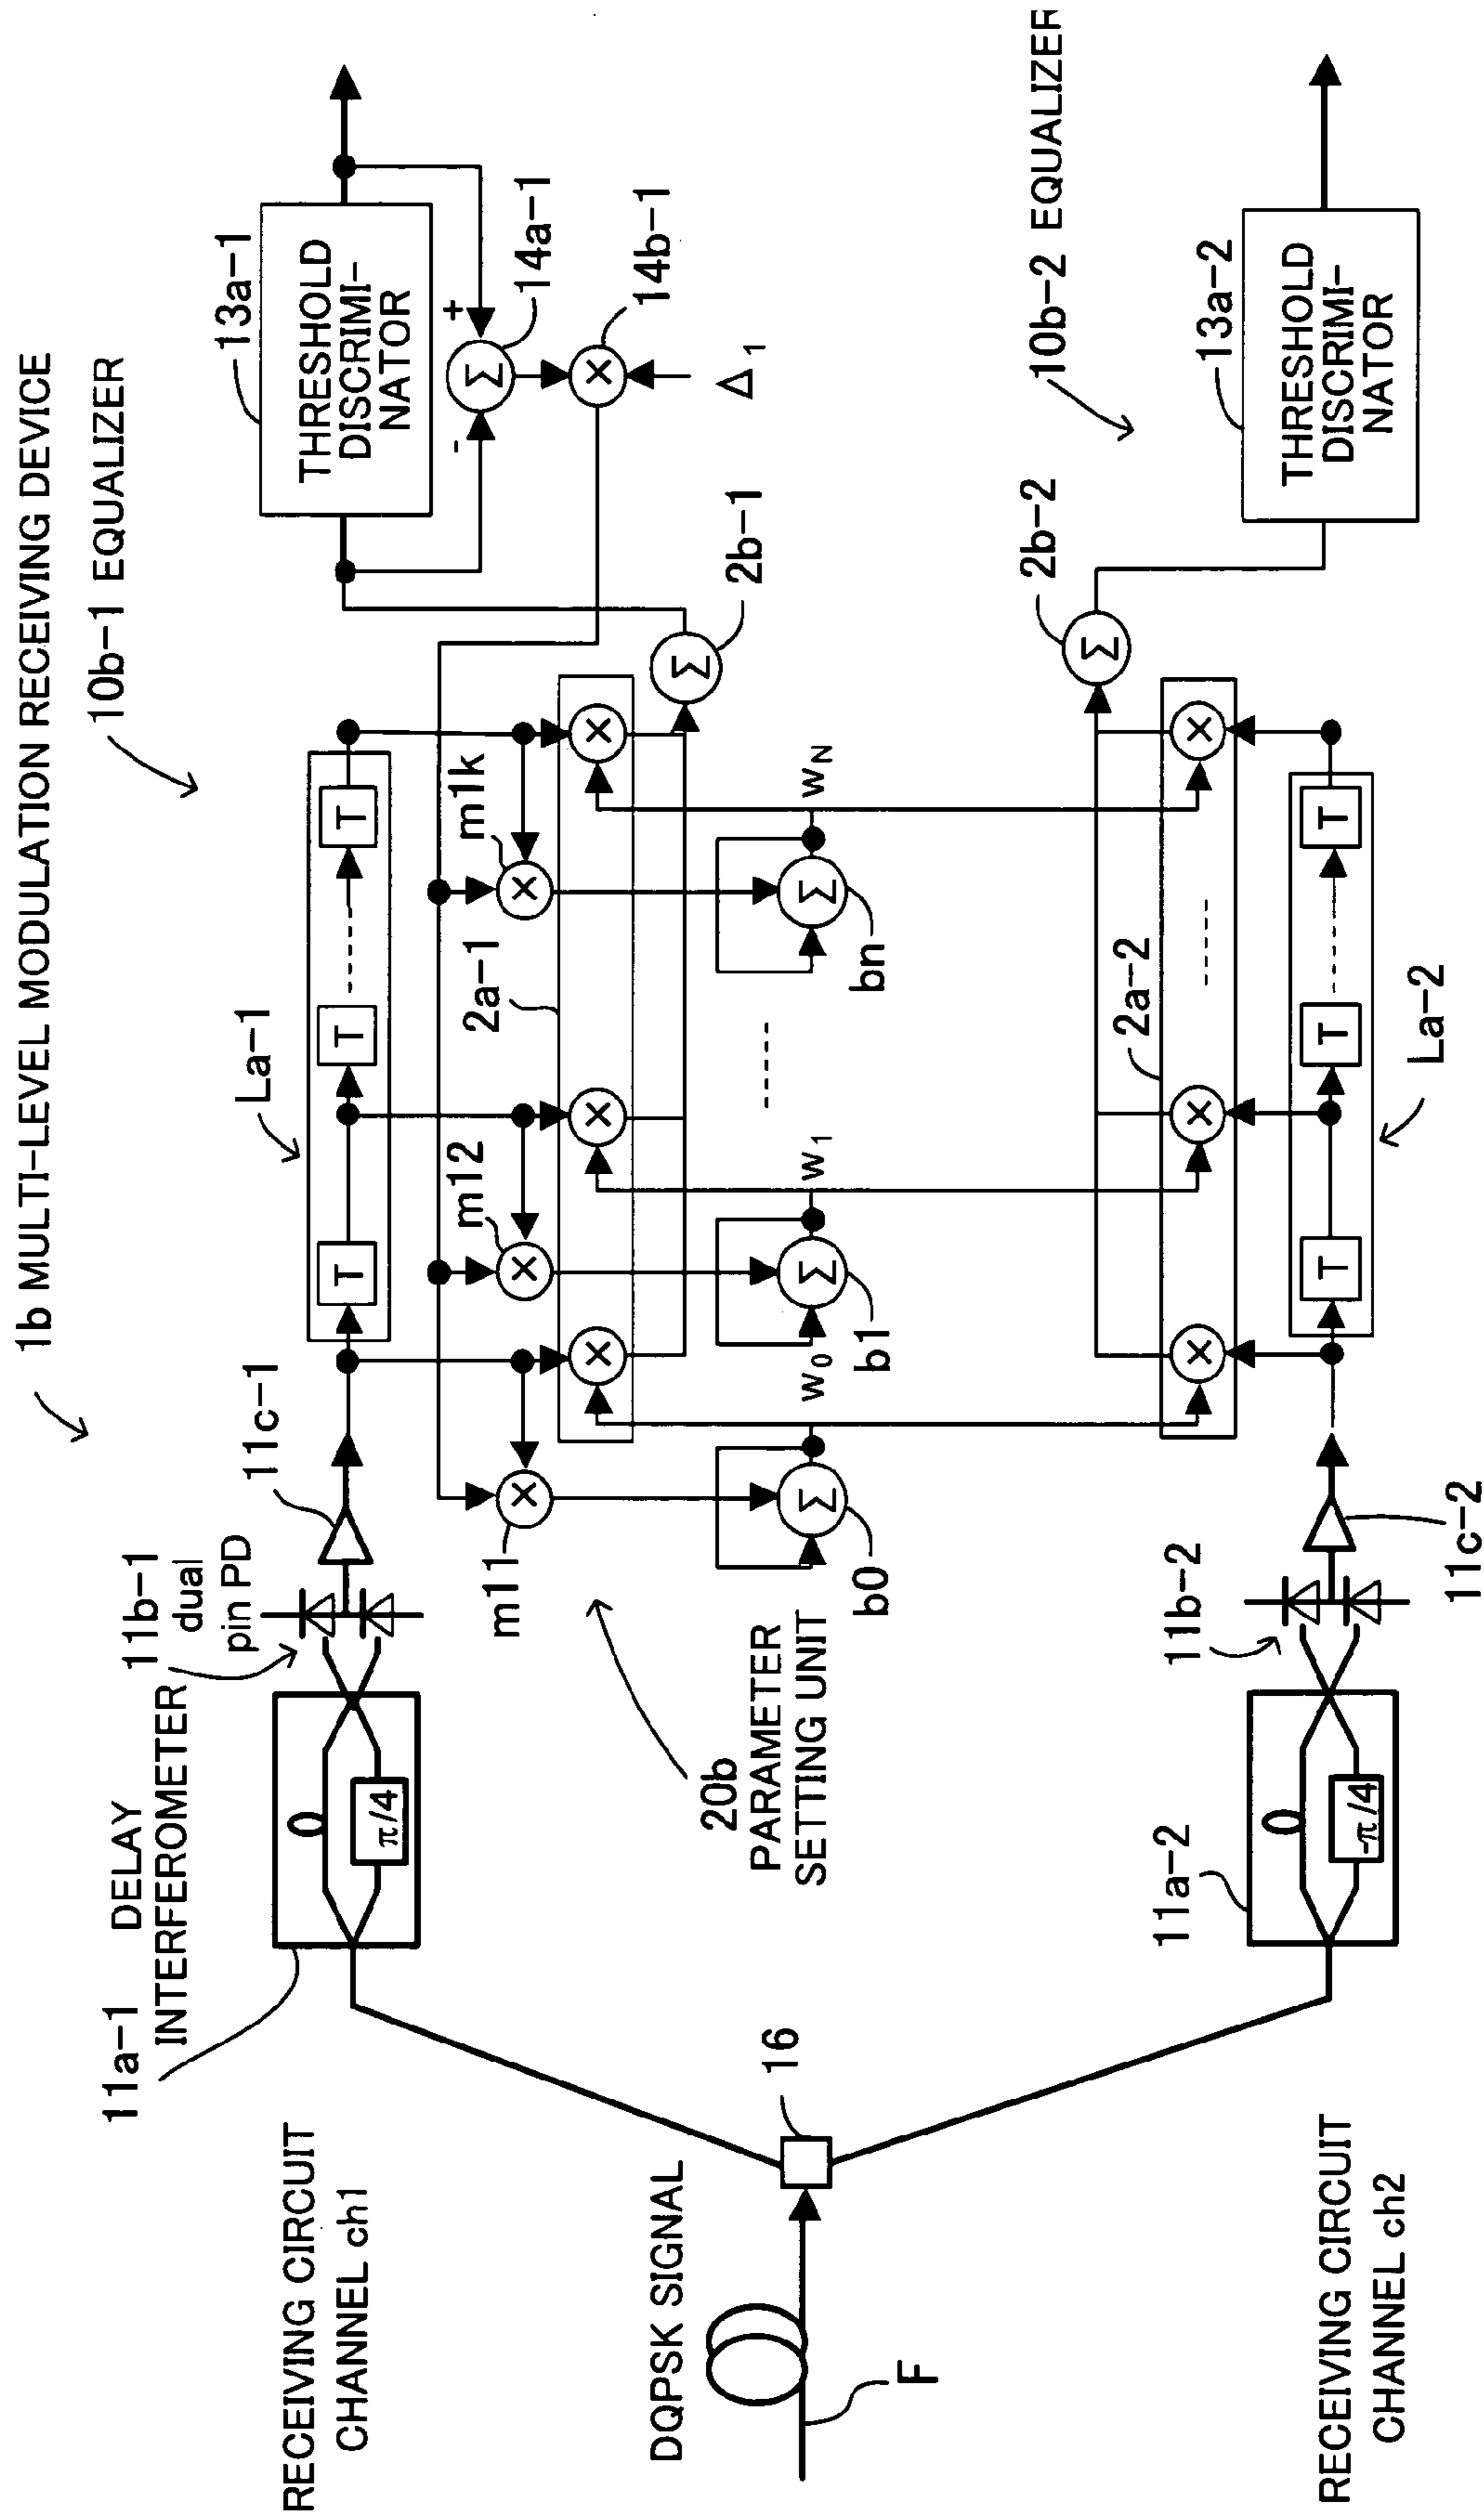 1b MULTI-LEVEL MODULATION RECEIVING DEVICE
10b-1 EQUALIZER
RECEIVING CIRCUIT
CHANNEL ch1
11a-1 DELAY
INTERFEROMETER
0
π/4
11b-1
dual
pin PD
11c-1
La-1
T
T
T
13a-1
THRESHOLD
DISCRIMI-
NATOR
+
-
Σ
14a-1
×
14b-1
Δ1
m11
×
m12
×
m1k
×
2a-1
×
×
×
Σ
2b-1
DQPSK SIGNAL
F
16
20b
PARAMETER
SETTING UNIT
Σ
b0
W0
Σ
b1
W1
Σ
bn
WN
2a-2
×
×
×
Σ
2b-2
10b-2 EQUALIZER
13a-2
THRESHOLD
DISCRIMI-
NATOR
RECEIVING CIRCUIT
CHANNEL ch2
11a-2
0
-π/4
11b-2
11c-2
La-2
T
T
T